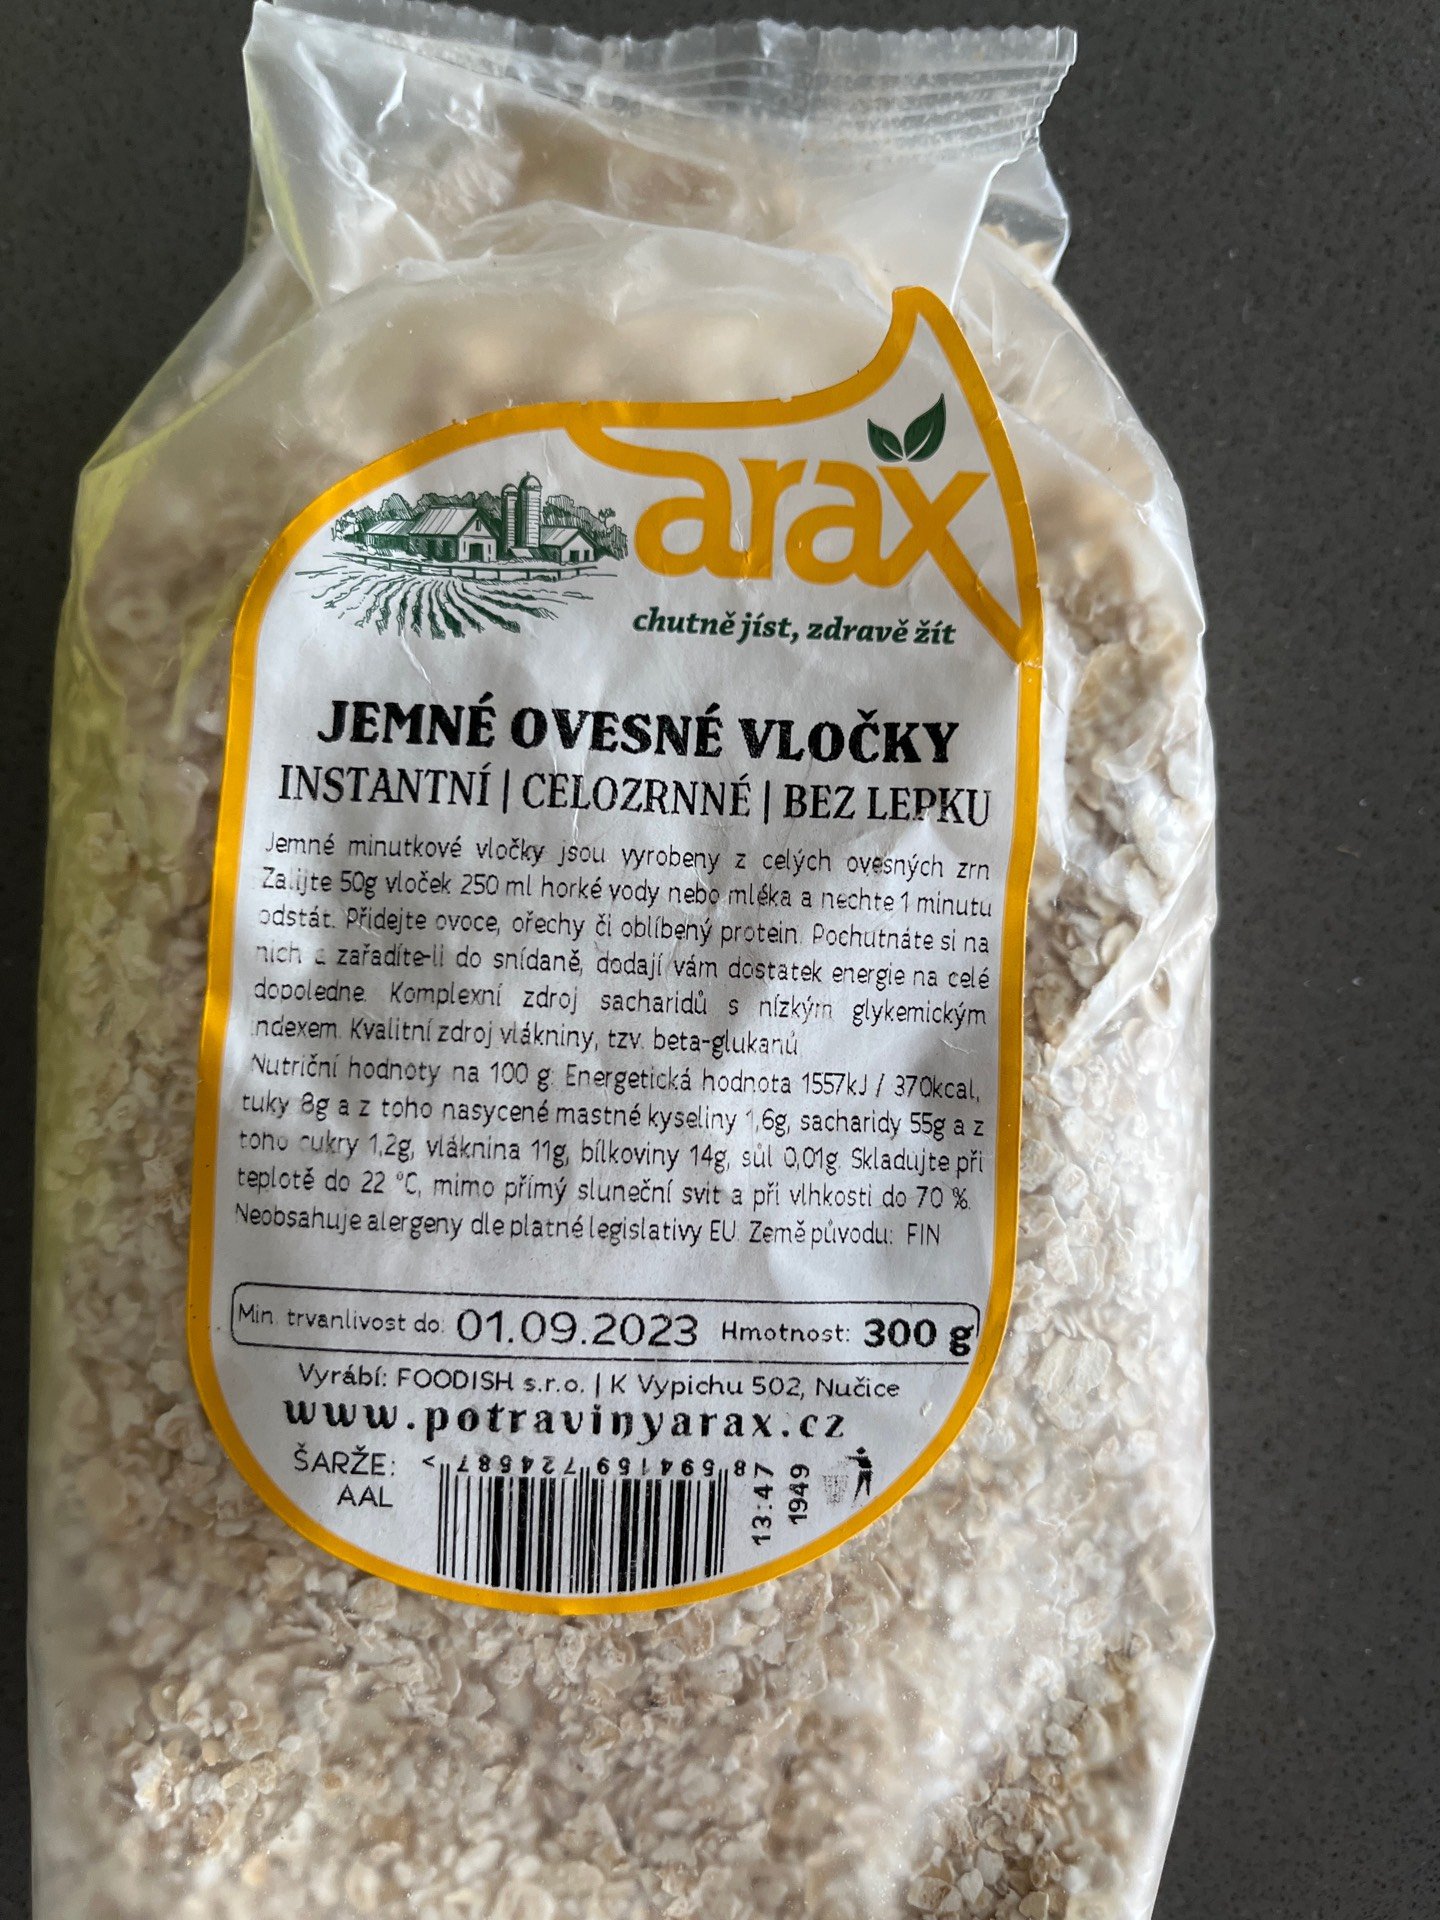 arax
chutně jíst, zdravě žít
JEMNÉ OVESNÉ VLOČKY
INSTANTNÍ | CELOZRNNÉ | BEZ LEPKU
Jemné minutkové vločky jsou vyrobeny z celých ovesných zrn
Zalijte 50g vloček 250 ml horké vody nebo mléka a nechte 1 minutu
odstát. Přidejte ovoce, ořechy či oblíbený protein. Pochutnáte si na
nich a zařadíte-li do snídaně, dodají vám dostatek energie na celé
dopoledne. Komplexní zdroj sacharidů s nízkým glykemickým
indexem. Kvalitní zdroj vlákniny, tzv. beta-glukanů
Nutriční hodnoty na 100 g: Energetická hodnota 1557kJ / 370kcal,
tuky 8g a z toho nasycené mastné kyseliny 1,6g, sacharidy 55g a z
toho cukry 1,2g, vláknina 11g, bílkoviny 14g, sůl 0,01g. Skladujte při
teplotě do 22 °C, mimo přímý sluneční svit a při vlhkosti do 70 %.
Neobsahuje alergeny dle platné legislativy EU. Země původu: FIN
Min. trvanlivost do: 01.09.2023 Hmotnost: 300 g
Vyrábí: FOODISH s.r.o. | K Vypichu 502, Nučice
www.potravinyarax.cz
ŠARŽE:
AAL
8 594159 724587 >
13:47
1949